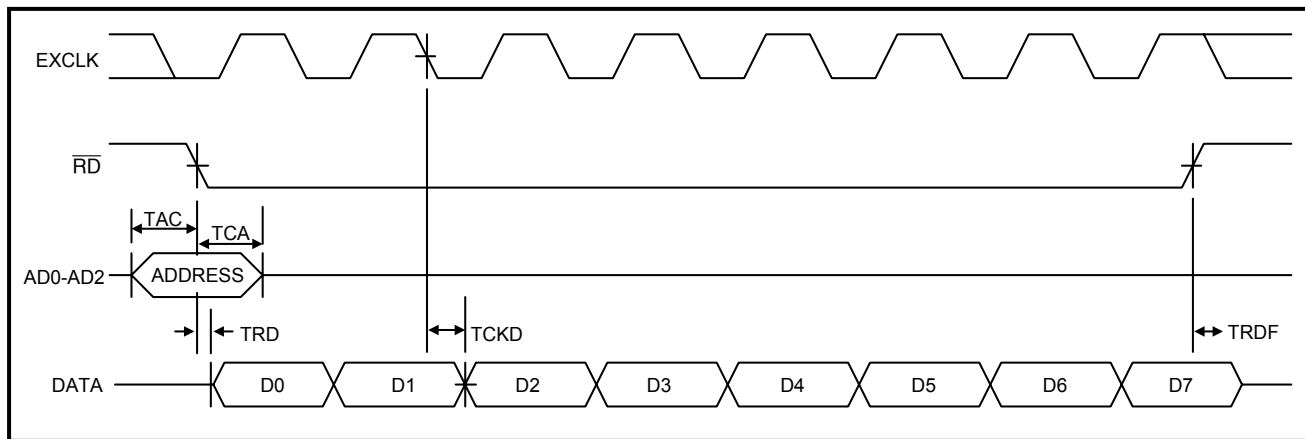 EXCLK
RD
TAC
TCA
AD0-AD2
ADDRESS
TRD
TCKD
TRDF
DATA
D0
D1
D2
D3
D4
D5
D6
D7